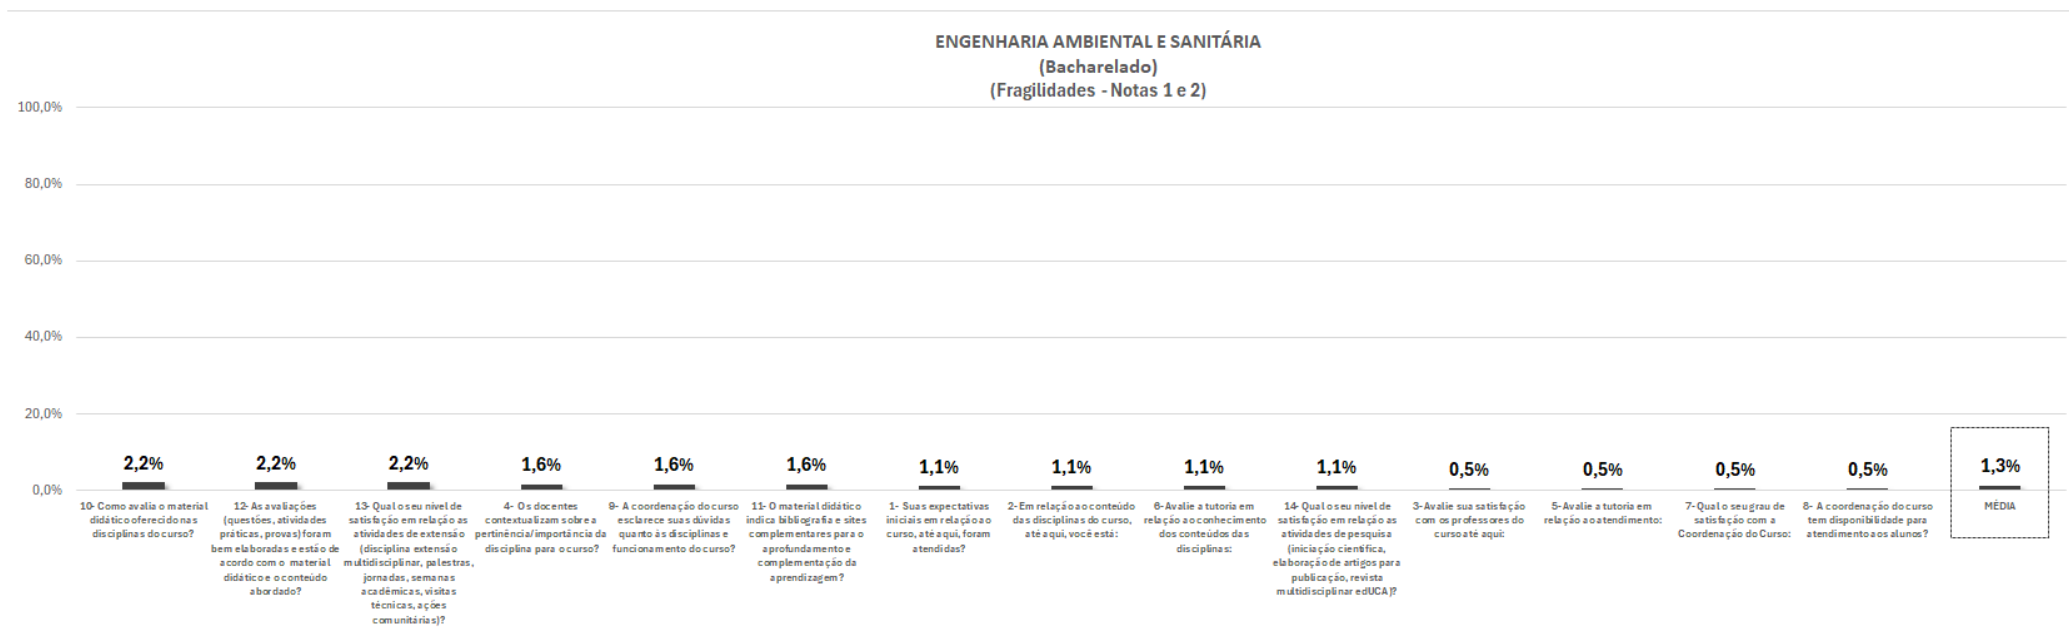 ENGENHARIA AMBIENTAL E SANITÁRIA
(Bacharelado)
(Fragilidades - Notas 1 e 2)
100,0%
80,0%
60,0%
40,0%
20,0%
0,0%
2,2%
2,2%
2,2%
1,6%
1,6%
1,6%
1,1%
1,1%
1,1%
1,1%
0,5%
0,5%
0,5%
0,5%
1,3%
10- Como avalia o material
didático oferecido nas
disciplinas do curso?
12- As avaliações
(questões, atividades
práticas, provas) foram
bem elaboradas e estão de
acordo com o material
didático e o conteúdo
abordado?
13- Qual o seu nível de
satisfação em relação as
atividades de extensão
(disciplina extensão
multidisciplinar, palestras,
jornadas, semanas
acadêmicas, visitas
técnicas, ações
comunitárias)?
4- Os docentes
contextualizam sobre a
pertinência/importância da
disciplina para o curso?
9- A coordenação do curso
esclarece suas dúvidas
quanto às disciplinas e
funcionamento do curso?
11- O material didático
indica bibliografia e sites
complementares para o
aprofundamento e
complementação da
aprendizagem?
1- Suas expectativas
iniciais em relação ao
curso, até aqui, foram
atendidas?
2-Em relação ao conteúdo
das disciplinas do curso,
até aqui, você está:
6-Avalie a tutoria em
relação ao conhecimento
dos conteúdos das
disciplinas:
14- Qual o seu nível de
satisfação em relação as
atividades de pesquisa
(iniciação científica,
elaboração de artigos para
publicação, revista
multidisciplinar edUCA)?
3-Avalie sua satisfação
com os professores do
curso até aqui:
5-Avalie a tutoria em
relação ao atendimento:
7-Qual o seu grau de
satisfação com a
Coordenação do Curso:
8- A coordenação do curso
tem disponibilidade para
atendimento aos alunos?
MÉDIA